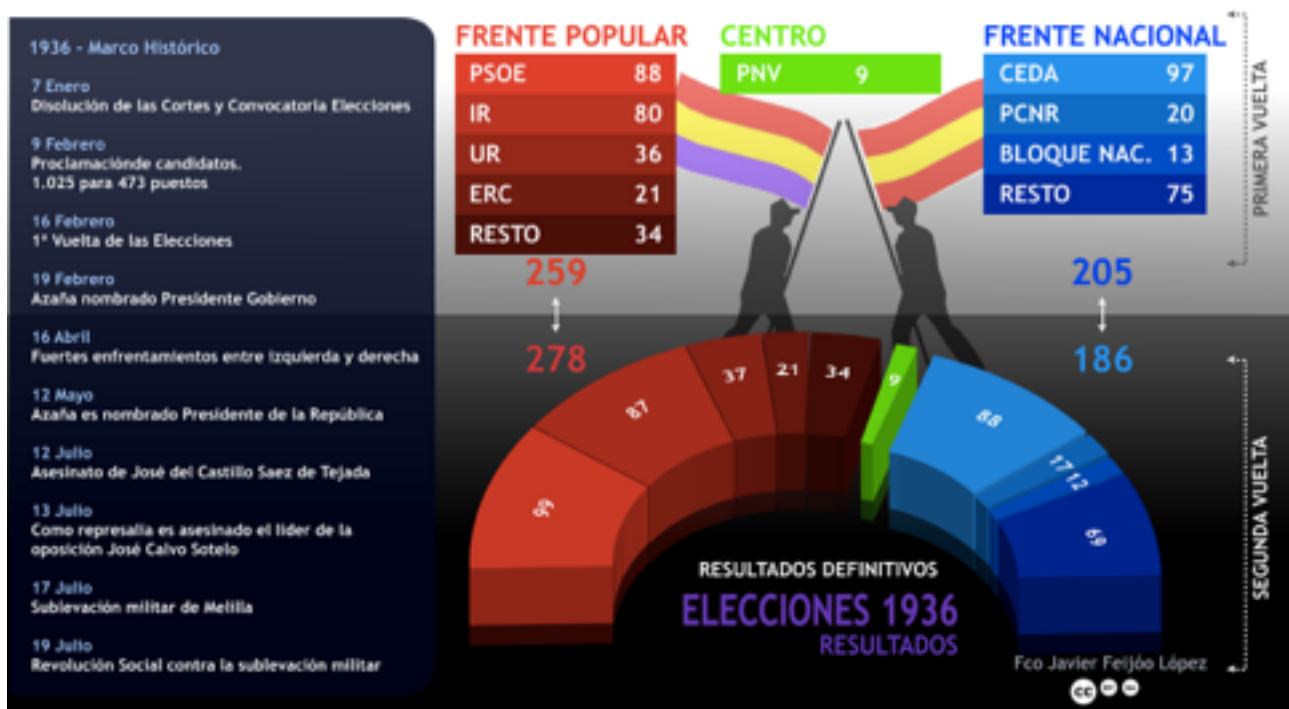 1936 - Marco Histórico
7 Enero
Disolución de las Cortes y Convocatoria Elecciones
9 Febrero
Proclamaciónde candidatos.
1.025 para 473 puestos
16 Febrero
1ª Vuelta de las Elecciones
19 Febrero
Azaña nombrado Presidente Gobierno
16 Abril
Fuertes enfrentamientos entre izquierda y derecha
12 Mayo
Azaña es nombrado Presidente de la República
12 Julio
Asesinato de José del Castillo Saez de Tejada
13 Julio
Como represalia es asesinado el líder de la
oposición José Calvo Sotelo
17 Julio
Sublevación militar de Melilla
19 Julio
Revolución Social contra la sublevación militar
FRENTE POPULAR
PSOE 88
IR 80
UR 36
ERC 21
RESTO 34
259
278
CENTRO
PNV 9
FRENTE NACIONAL
CEDA 97
PCNR 20
BLOQUE NAC. 13
RESTO 75
205
186
PRIMERA VUELTA
99
87
37
21
34
9
88
17
12
69
SEGUNDA VUELTA
RESULTADOS DEFINITIVOS
ELECCIONES 1936
RESULTADOS
Fco Javier Feijóo López
cc